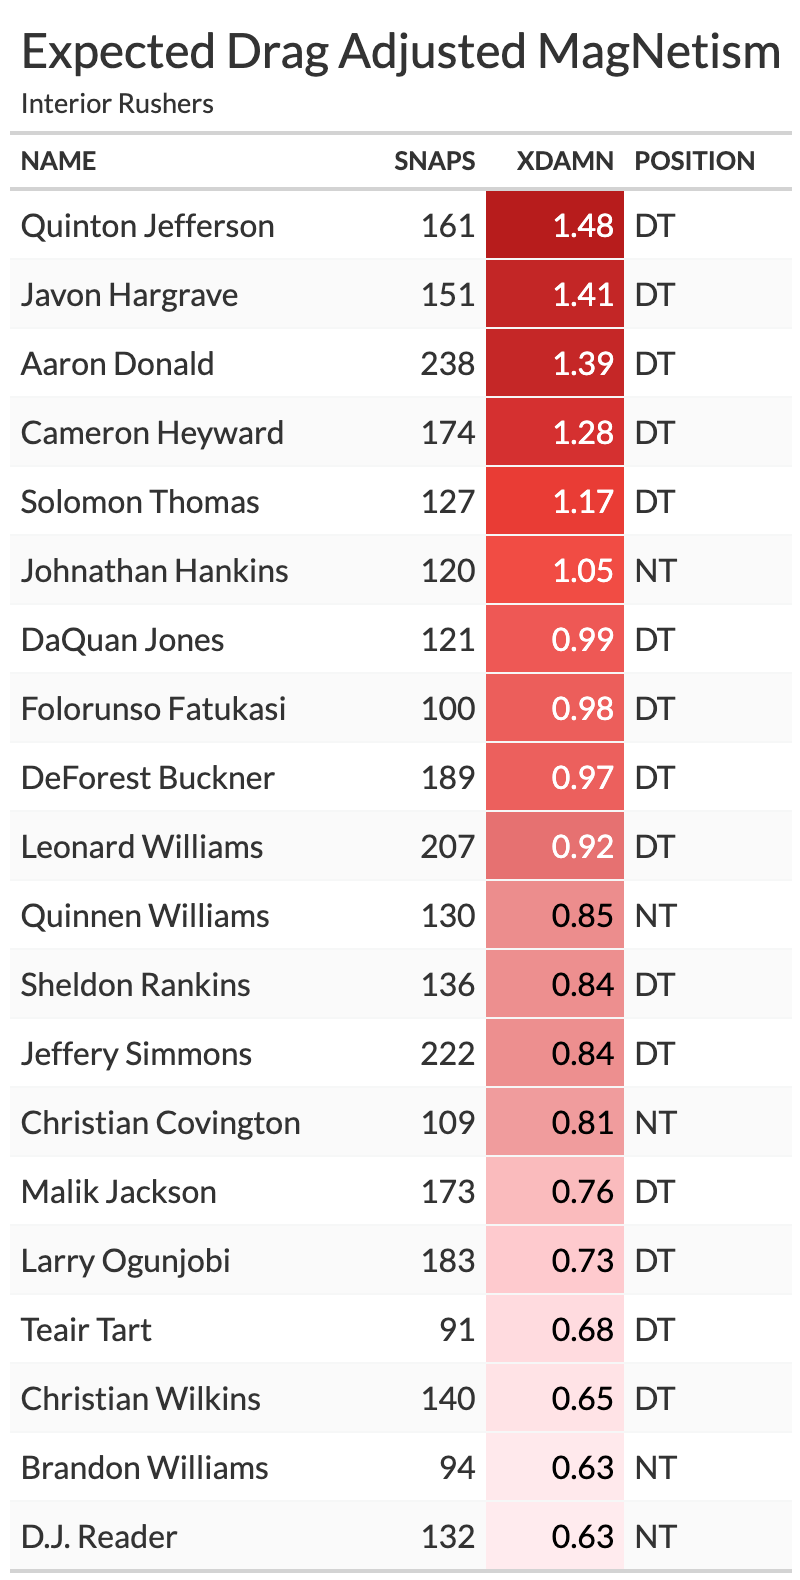 Expected Drag Adjusted MagNetism
Interior Rushers
NAME SNAPS XDAMN POSITION
Quinton Jefferson 161 1.48 DT
Javon Hargrave 151 1.41 DT
Aaron Donald 238 1.39 DT
Cameron Heyward 174 1.28 DT
Solomon Thomas 127 1.17 DT
Johnathan Hankins 120 1.05 NT
DaQuan Jones 121 0.99 DT
Folorunso Fatukasi 100 0.98 DT
DeForest Buckner 189 0.97 DT
Leonard Williams 207 0.92 DT
Quinnen Williams 130 0.85 NT
Sheldon Rankins 136 0.84 DT
Jeffery Simmons 222 0.84 DT
Christian Covington 109 0.81 NT
Malik Jackson 173 0.76 DT
Larry Ogunjobi 183 0.73 DT
Teair Tart 91 0.68 DT
Christian Wilkins 140 0.65 DT
Brandon Williams 94 0.63 NT
D.J. Reader 132 0.63 NT